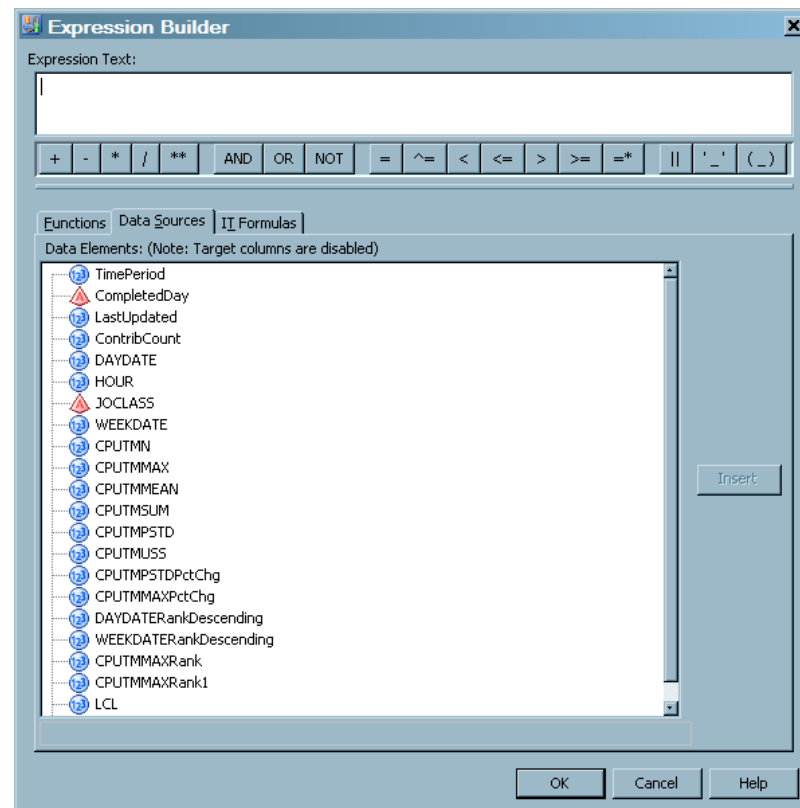 Expression Builder
Expression Text:
+ - * / ** AND OR NOT = ^= < <= > >= =* || '_' (_)
Functions Data Sources IT Formulas
Data Elements: (Note: Target columns are disabled)
TimePeriod
CompletedDay
LastUpdated
ContribCount
DAYDATE
HOUR
JOCLASS
WEEKDATE
CPUTMN
CPUTMMAX
CPUTMMEAN
Insert
CPUTMSUM
CPUTMPSTD
CPUTMUSS
CPUTMPSTDPctChg
CPUTMMAXPctChg
DAYDATERankDescending
WEEKDATERankDescending
CPUTMMAXRank
CPUTMMAXRank1
LCL
OK Cancel Help